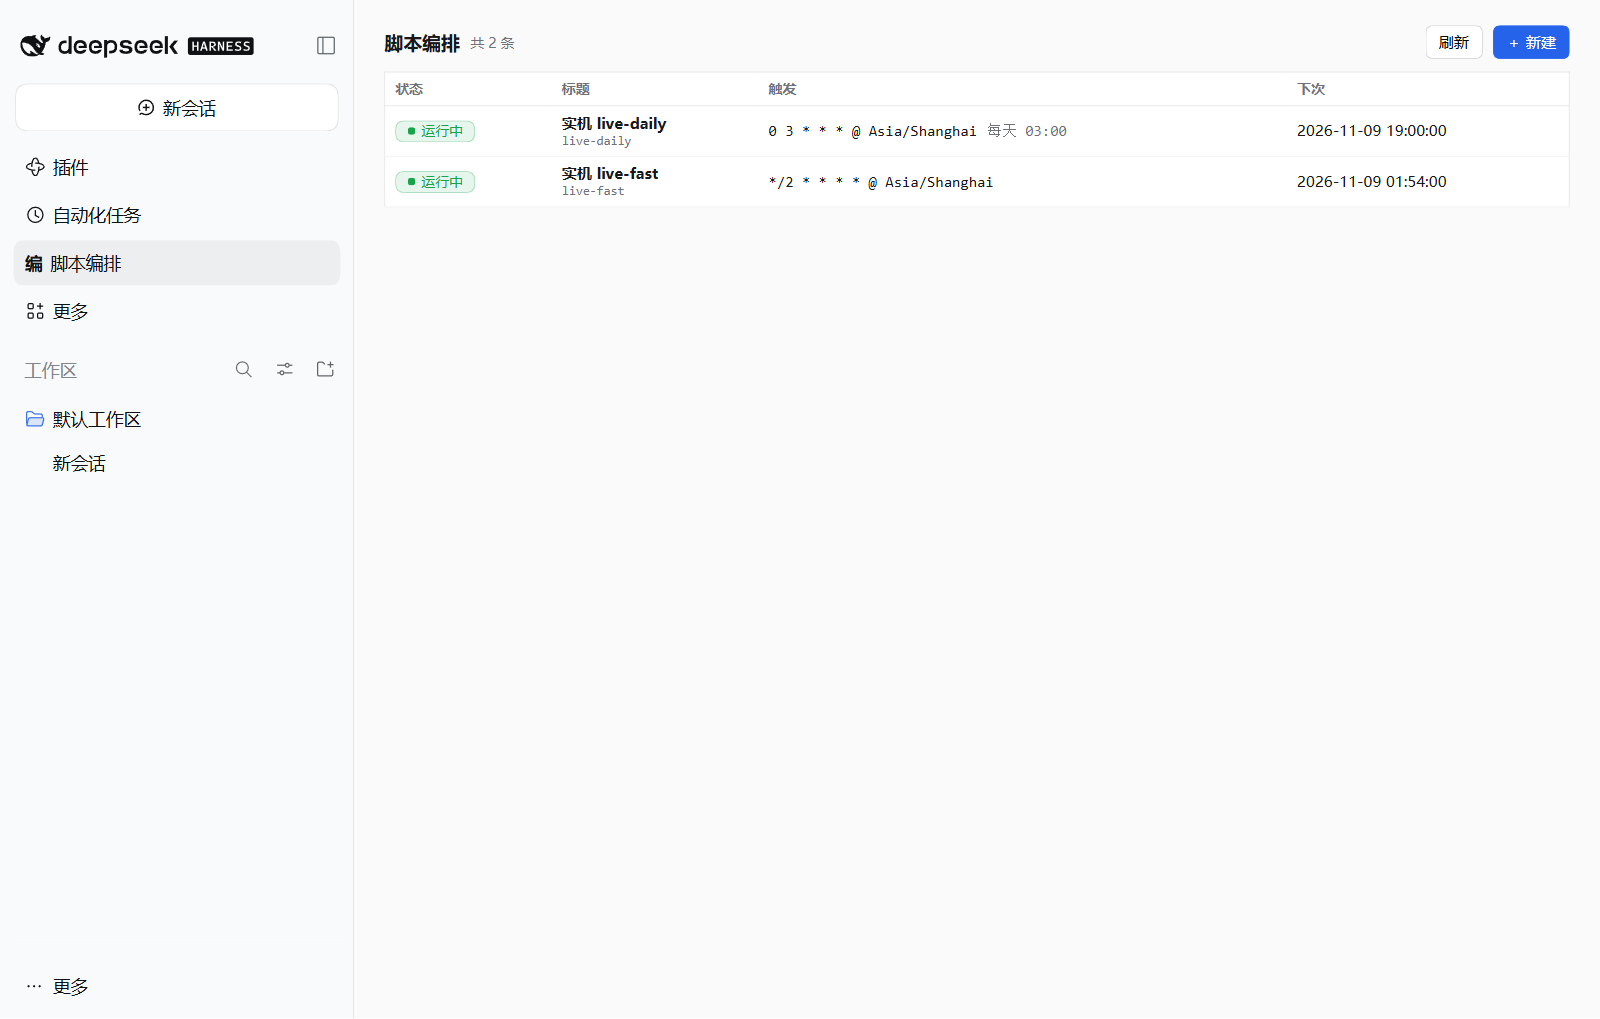 deepseek HARNESS
新会话
插件
自动化任务
编 脚本编排
更多
工作区
默认工作区
新会话
更多
脚本编排 共 2 条
刷新
+ 新建
状态 标题 触发 下次
运行中 实机 live-daily 0 3 * * * @ Asia/Shanghai 每天 03:00 2026-11-09 19:00:00
live-daily
运行中 实机 live-fast */2 * * * * @ Asia/Shanghai 2026-11-09 01:54:00
live-fast